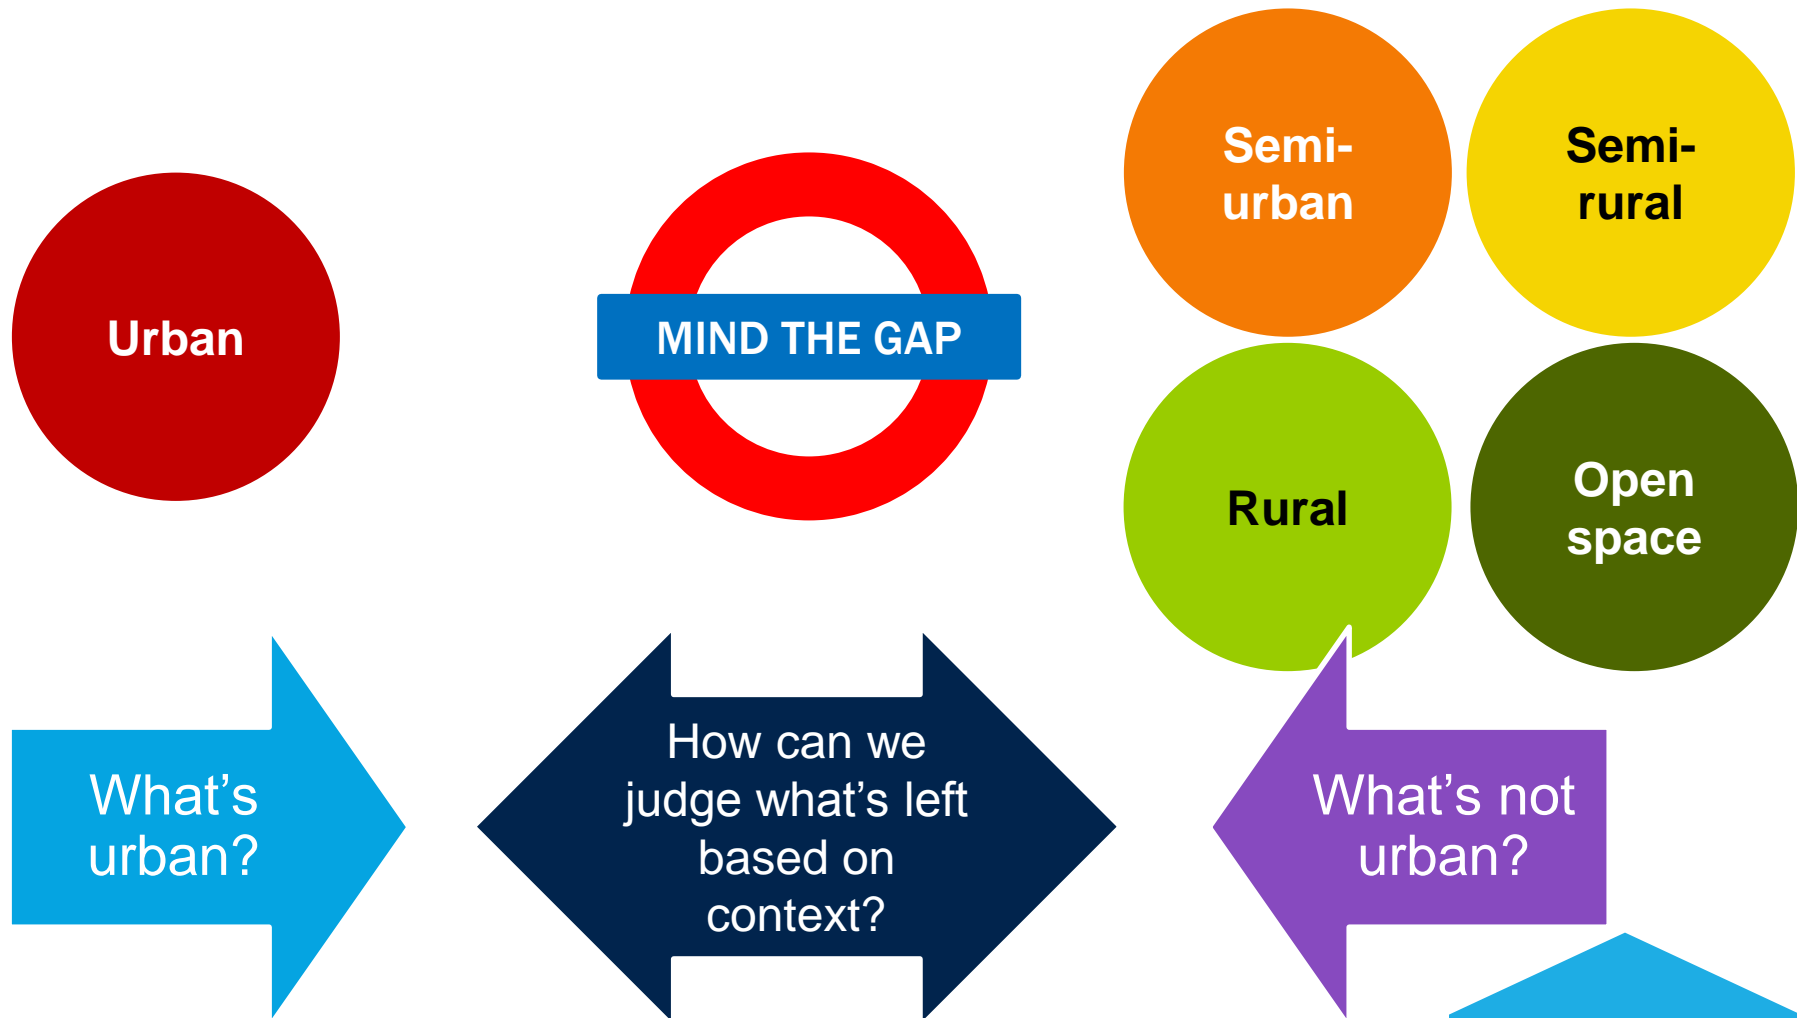 Urban
MIND THE GAP
Semi-
urban
Semi-
rural
Rural
Open
space
What’s
urban?
How can we
judge what’s left
based on
context?
What’s not
urban?